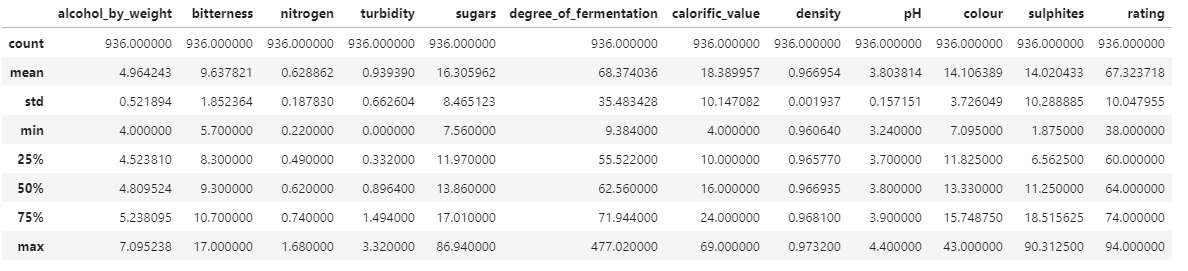 alcohol_by_weight bitterness nitrogen turbidity sugars degree_of_fermentation calorific_value density pH colour sulphites rating
count 936.000000 936.000000 936.000000 936.000000 936.000000 936.000000 936.000000 936.000000 936.000000 936.000000 936.000000 936.000000
mean 4.964243 9.637821 0.628862 0.939390 16.305962 68.374036 18.389957 0.966954 3.803814 14.106389 14.020433 67.323718
std 0.521894 1.852364 0.187830 0.662604 8.465123 35.483428 10.147082 0.001937 0.157151 3.726049 10.288885 10.047955
min 4.000000 5.700000 0.220000 0.000000 7.560000 9.384000 4.000000 0.960640 3.240000 7.095000 1.875000 38.000000
25% 4.523810 8.300000 0.490000 0.332000 11.970000 55.522000 10.000000 0.965770 3.700000 11.825000 6.562500 60.000000
50% 4.809524 9.300000 0.620000 0.896400 13.860000 62.560000 16.000000 0.966935 3.800000 13.330000 11.250000 64.000000
75% 5.238095 10.700000 0.740000 1.494000 17.010000 71.944000 24.000000 0.968100 3.900000 15.748750 18.515625 74.000000
max 7.095238 17.000000 1.680000 3.320000 86.940000 477.020000 69.000000 0.973200 4.400000 43.000000 90.312500 94.000000